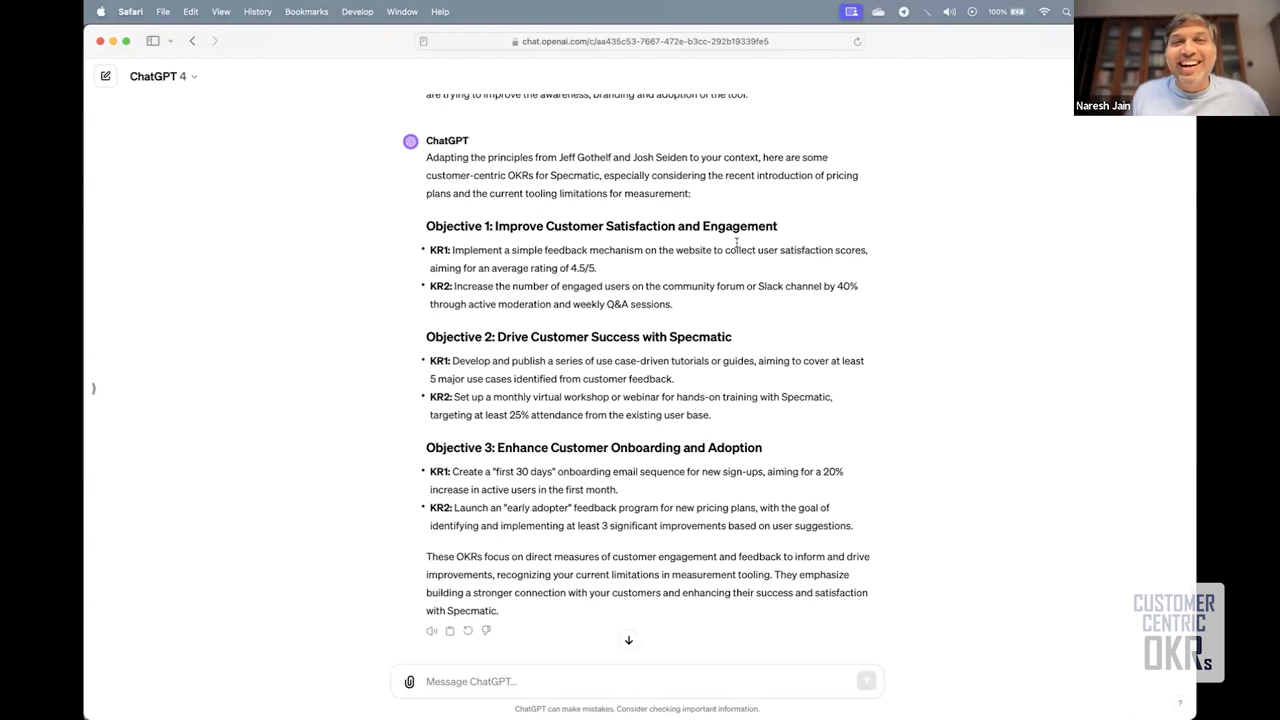 Safari File Edit View History Bookmarks Develop Window Help 100%
chat.openai.com/c/aa435c53-7667-472e-b3cc-292b19339fe5
ChatGPT 4
Naresh Jain
are trying to improve the awareness, branding and adoption of the tool.
ChatGPT
Adapting the principles from Jeff Gothelf and Josh Seiden to your context, here are some
customer-centric OKRs for Specmatic, especially considering the recent introduction of pricing
plans and the current tooling limitations for measurement:
Objective 1: Improve Customer Satisfaction and Engagement
• KR1: Implement a simple feedback mechanism on the website to collect user satisfaction scores,
aiming for an average rating of 4.5/5.
• KR2: Increase the number of engaged users on the community forum or Slack channel by 40%
through active moderation and weekly Q&A sessions.
Objective 2: Drive Customer Success with Specmatic
• KR1: Develop and publish a series of use case-driven tutorials or guides, aiming to cover at least
5 major use cases identified from customer feedback.
• KR2: Set up a monthly virtual workshop or webinar for hands-on training with Specmatic,
targeting at least 25% attendance from the existing user base.
Objective 3: Enhance Customer Onboarding and Adoption
• KR1: Create a "first 30 days" onboarding email sequence for new sign-ups, aiming for a 20%
increase in active users in the first month.
• KR2: Launch an "early adopter" feedback program for new pricing plans, with the goal of
identifying and implementing at least 3 significant improvements based on user suggestions.
These OKRs focus on direct measures of customer engagement and feedback to inform and drive
improvements, recognizing your current limitations in measurement tooling. They emphasize
building a stronger connection with your customers and enhancing their success and satisfaction
with Specmatic.
CUSTOMER
CENTRIC
OKRs
Message ChatGPT...
ChatGPT can make mistakes. Consider checking important information.
?